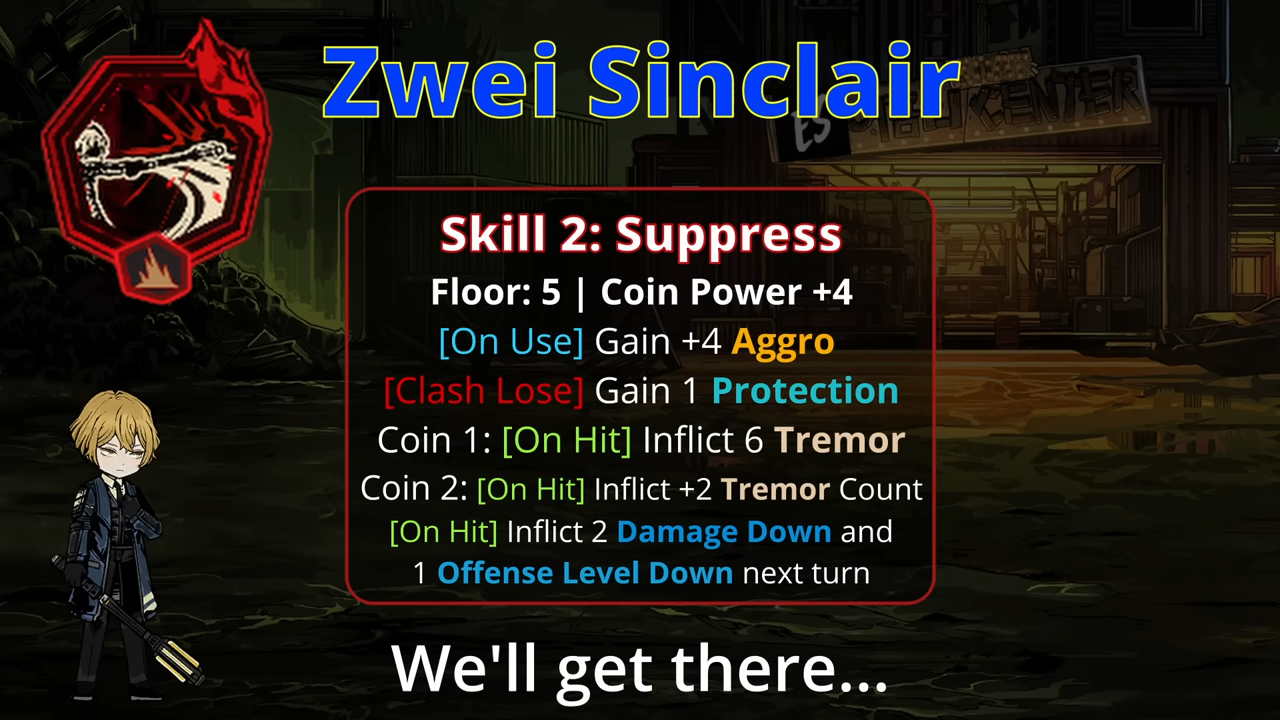 Zwei Sinclair
Skill 2: Suppress
Floor: 5 | Coin Power +4
[On Use] Gain +4 Aggro
[Clash Lose] Gain 1 Protection
Coin 1: [On Hit] Inflict 6 Tremor
Coin 2: [On Hit] Inflict +2 Tremor Count
[On Hit] Inflict 2 Damage Down and
1 Offense Level Down next turn
We'll get there...
ES
CENTER